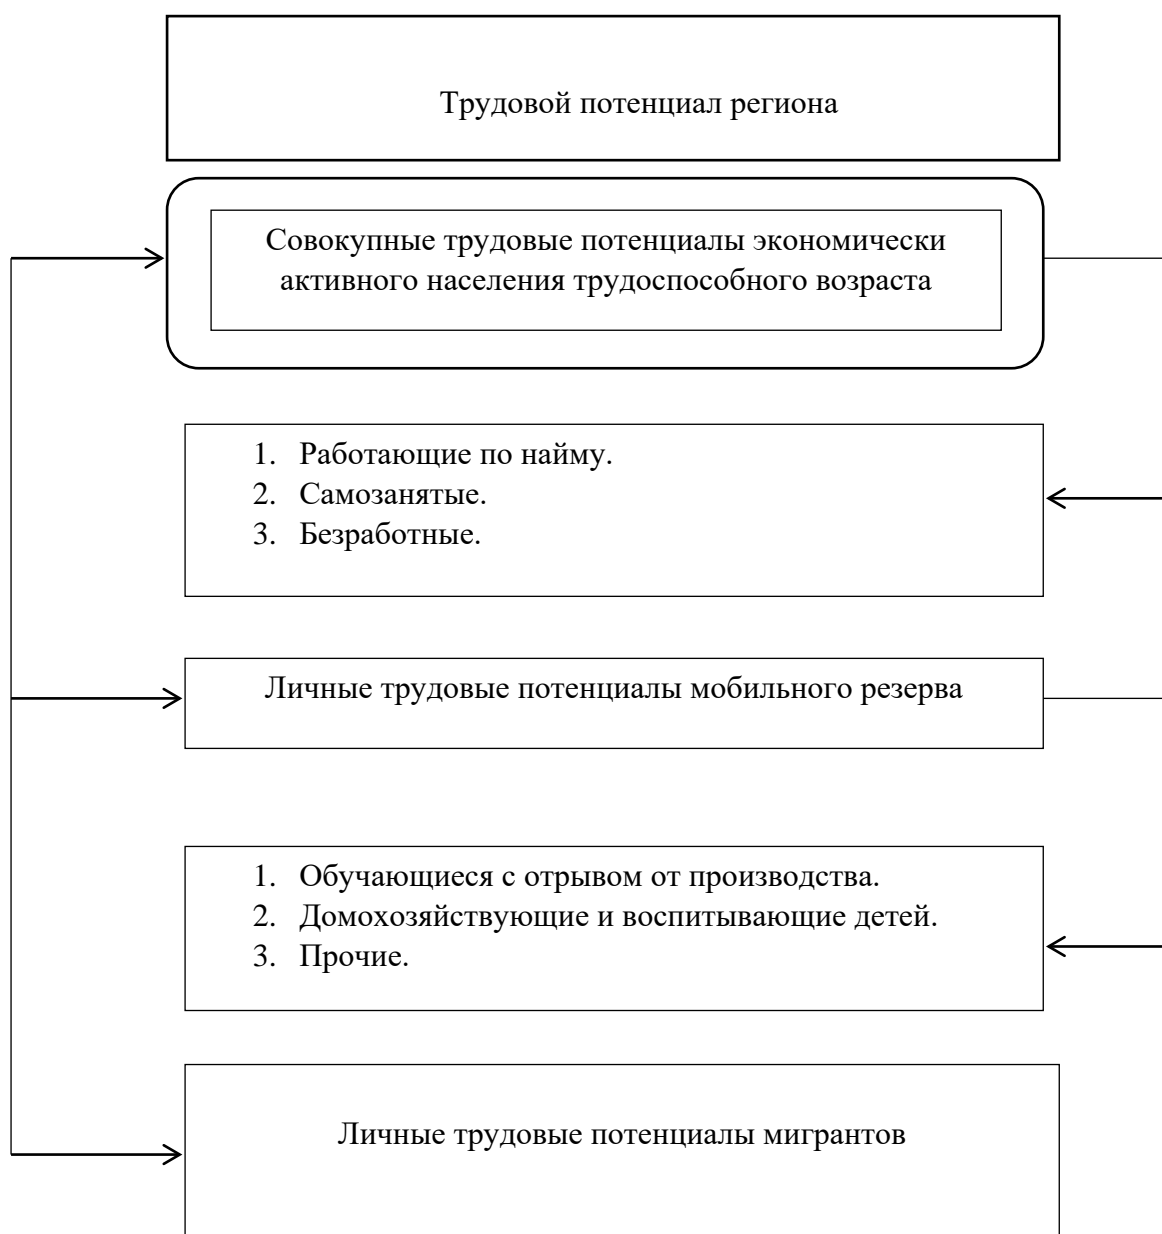 Трудовой потенциал региона
Совокупные трудовые потенциалы экономически
активного населения трудоспособного возраста
1. Работающие по найму.
2. Самозанятые.
3. Безработные.
Личные трудовые потенциалы мобильного резерва
1. Обучающиеся с отрывом от производства.
2. Домохозяйствующие и воспитывающие детей.
3. Прочие.
Личные трудовые потенциалы мигрантов